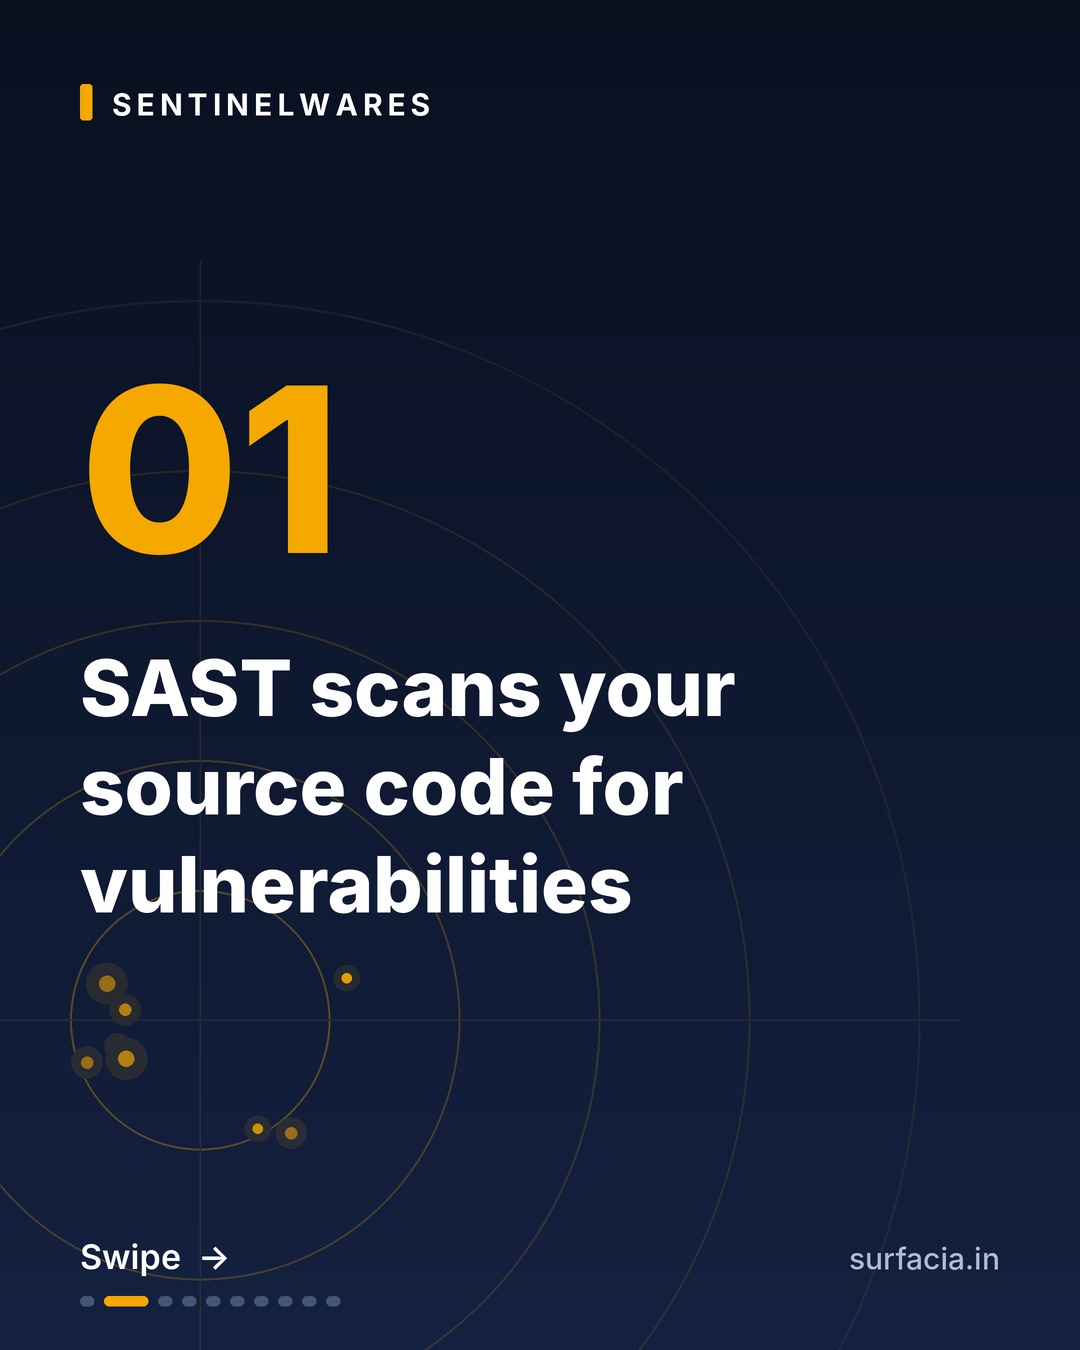 SENTINELWARES
01
SAST scans your
source code for
vulnerabilities
Swipe →
surfacia.in